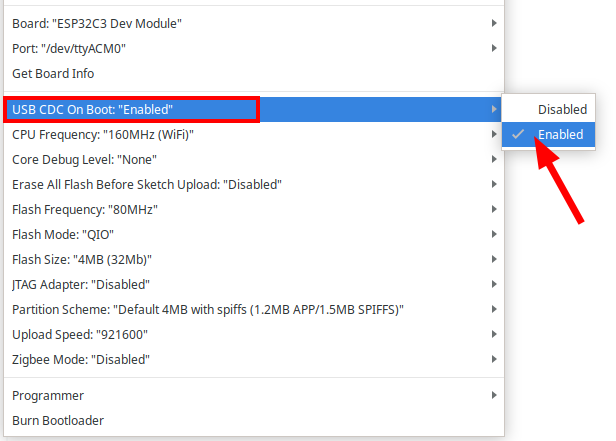 Board: "ESP32C3 Dev Module"
Port: "/dev/ttyACM0"
Get Board Info
USB CDC On Boot: "Enabled"
Disabled
Enabled
CPU Frequency: "160MHz (WiFi)"
Core Debug Level: "None"
Erase All Flash Before Sketch Upload: "Disabled"
Flash Frequency: "80MHz"
Flash Mode: "QIO"
Flash Size: "4MB (32Mb)"
JTAG Adapter: "Disabled"
Partition Scheme: "Default 4MB with spiffs (1.2MB APP/1.5MB SPIFFS)"
Upload Speed: "921600"
Zigbee Mode: "Disabled"
Programmer
Burn Bootloader